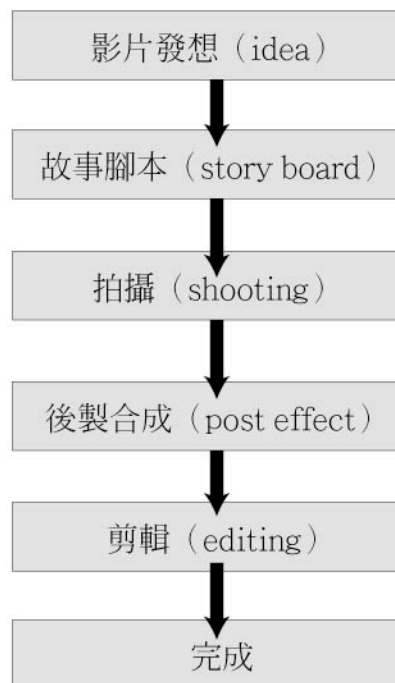 影片發想（idea）
故事腳本（story board）
拍攝（shooting）
後製合成（post effect）
剪輯（editing）
完成